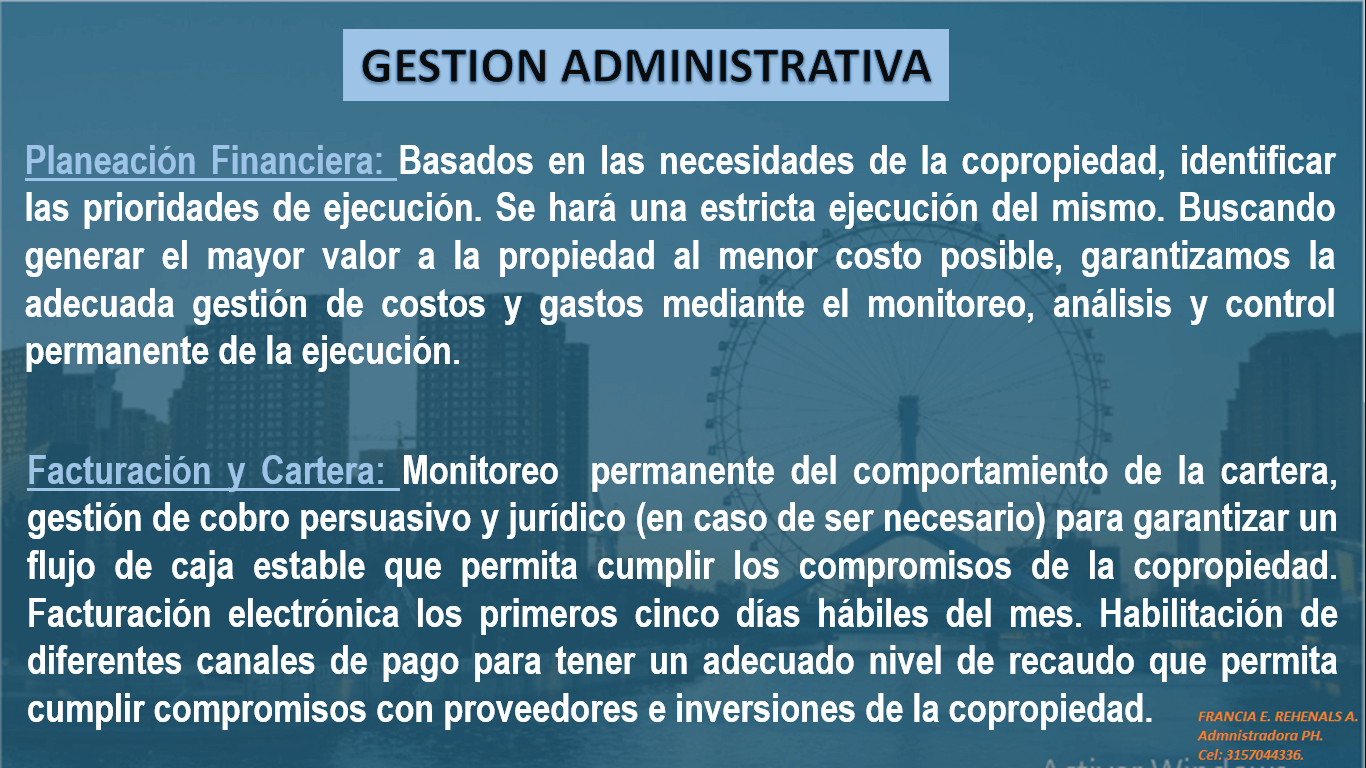 GESTION ADMINISTRATIVA
Planeación Financiera: Basados en las necesidades de la copropiedad, identificar
las prioridades de ejecución. Se hará una estricta ejecución del mismo. Buscando
generar el mayor valor a la propiedad al menor costo posible, garantizamos la
adecuada gestión de costos y gastos mediante el monitoreo, análisis y control
permanente de la ejecución.
Facturación y Cartera: Monitoreo permanente del comportamiento de la cartera,
gestión de cobro persuasivo y jurídico (en caso de ser necesario) para garantizar un
flujo de caja estable que permita cumplir los compromisos de la copropiedad.
Facturación electrónica los primeros cinco días hábiles del mes. Habilitación de
diferentes canales de pago para tener un adecuado nivel de recaudo que permita
cumplir compromisos con proveedores e inversiones de la copropiedad.
FRANCIA E. REHENALS A.
Admnistradora PH.
Cel: 3157044336.